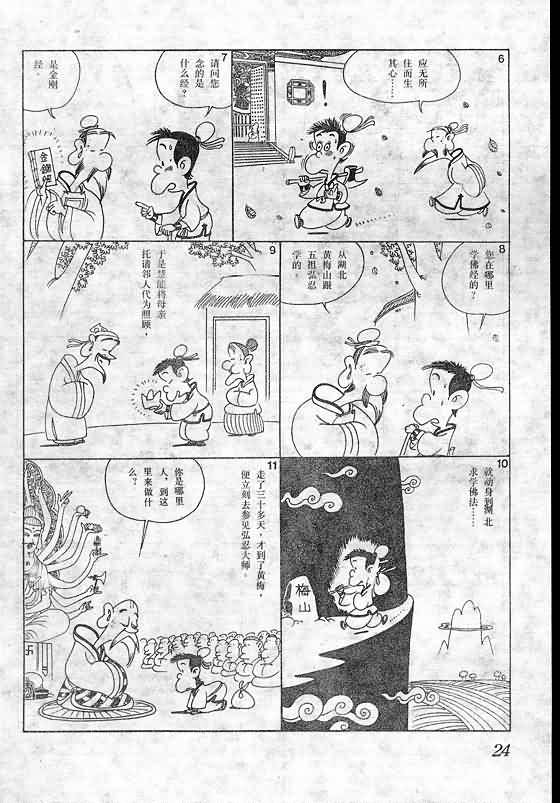 6
应无所
住而生
其心⋯⋯
!
7
请问您
念的是
什么经?
是金刚
经。
金
8
您在哪里
学佛经的?
从湖北
黄梅山跟
五祖弘忍
学的。
9
于是慧能将母亲
托请邻人代为照顾,
10
就动身到湖北
求学佛法⋯⋯
梅
山
11
走了三十多天,才到了黄梅,
便立刻去参见弘忍大师。
你是哪里
人,到这
里来做什
么?
卍
24